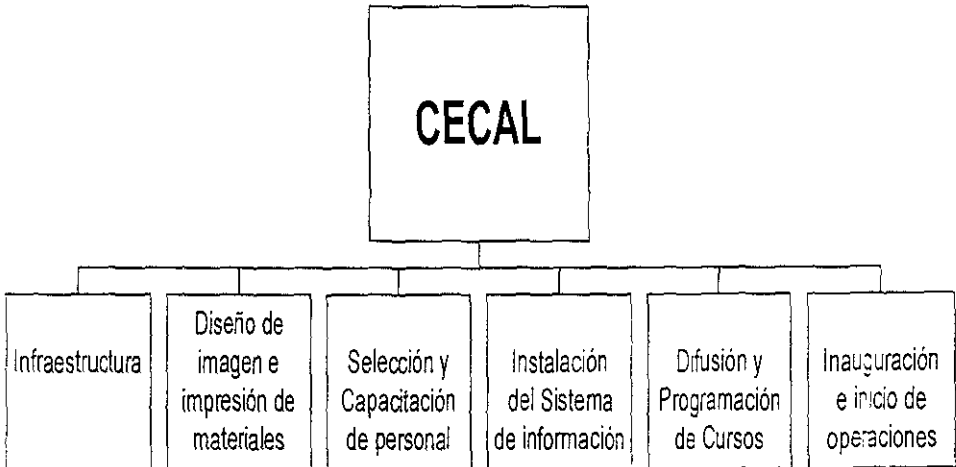 CECAL
Infraestructura
Diseño de
imagen e
impresión de
materiales
Selección y
Capacitación
de personal
Instalación
del Sistema
de información
Difusión y
Programación
de Cursos
Inauguración
e inicio de
operaciones